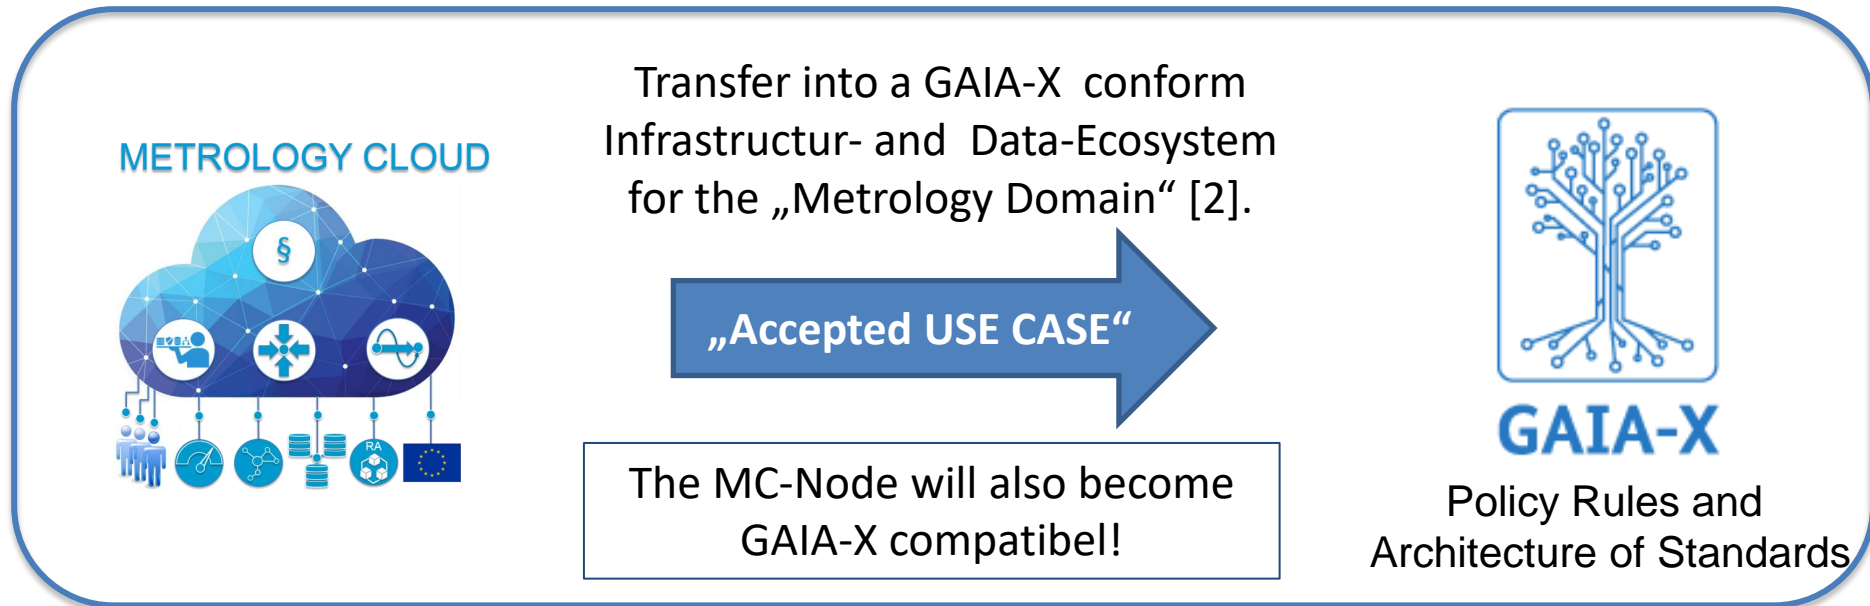 METROLOGY CLOUD
§
RA
Transfer into a GAIA-X conform
Infrastructur- and Data-Ecosystem
for the „Metrology Domain“ [2].
„Accepted USE CASE“
The MC-Node will also become
GAIA-X compatibel!
GAIA-X
Policy Rules and
Architecture of Standards